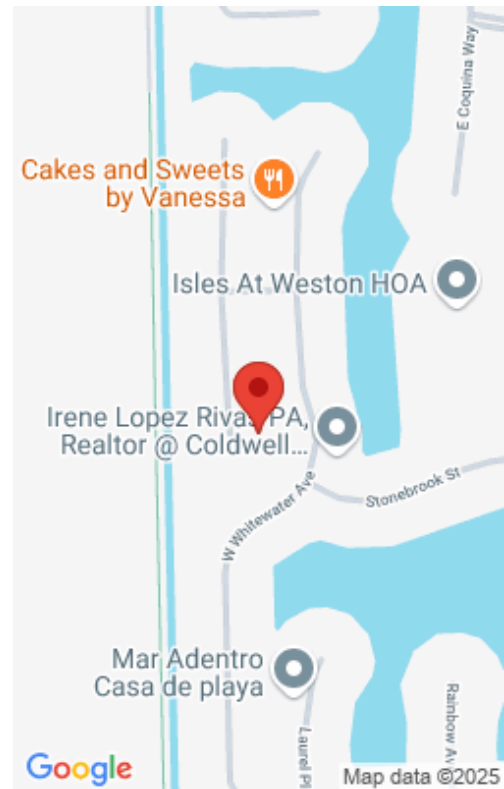 E Coquina Way
Cakes and Sweets
by Vanessa
Isles At Weston HOA
Irene Lopez Rivas PA,
Realtor @ Coldwell...
W Whitewater Ave
Stonebrook St
Mar Adentro
Casa de playa
Laurel Pl
Rainbow Av
Google
Map data ©2025